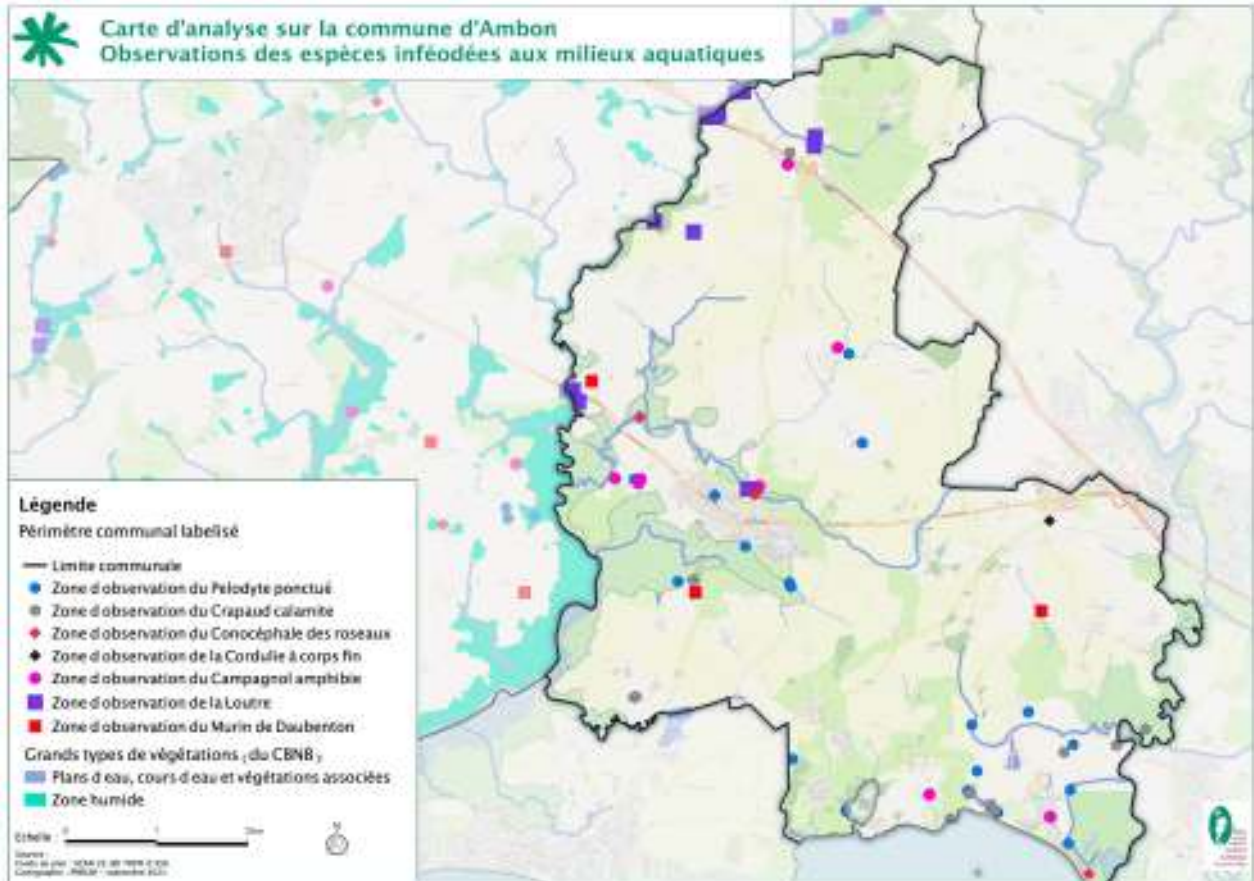 Carte d'analyse sur la commune d'Ambon
Observations des espèces inféodées aux milieux aquatiques
Légende
Périmètre communal labelisé
Limite communale
Zone d observation du Pelodyte ponctué
Zone d observation du Crapaud calamite
Zone d observation du Conocéphale des roseaux
Zone d observation de la Cordulie à corps fin
Zone d observation du Campagnol amphibie
Zone d observation de la Loutre
Zone d observation du Murin de Daubenton
Grands types de végétations du CBNB
Plans d eau, cours d eau et végétations associées
Zone humide
N
Echelle 0 1